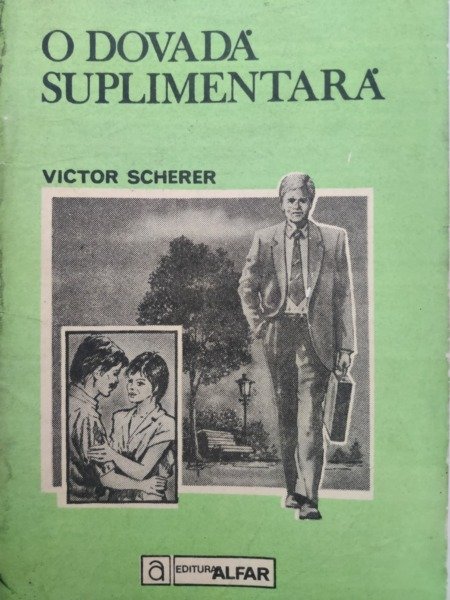 O DOVADĂ
SUPLIMENTARĂ
VICTOR SCHERER
â EDITURA ALFAR